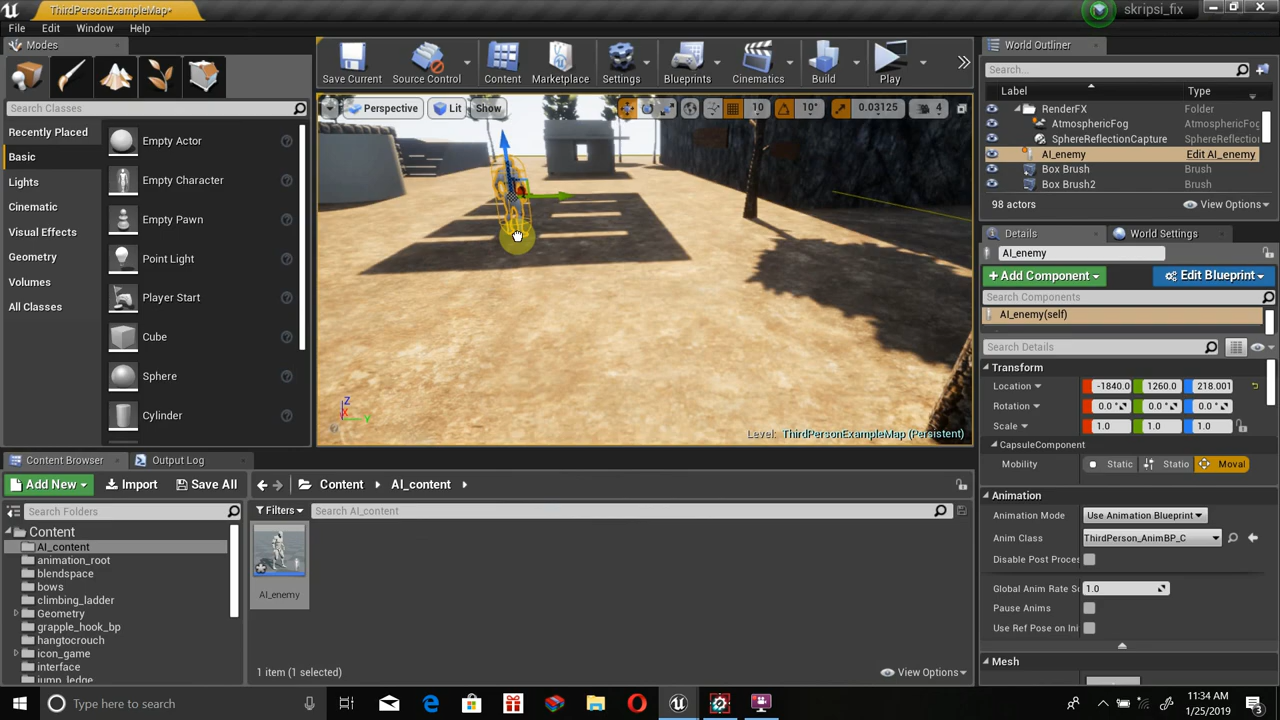 ThirdPersonExampleMap*
skripsi_fix
File Edit Window Help
Modes
World Outliner
Save Current Source Control Content Marketplace Settings Blueprints Cinematics Build Play
Search Classes
Search...
Label Type
Perspective Lit Show 10 10° 0.03125 4
Recently Placed
Basic
Lights
Cinematic
Visual Effects
Geometry
Volumes
All Classes
Empty Actor
Empty Character
Empty Pawn
Point Light
Player Start
Cube
Sphere
Cylinder
RenderFX Folder
AtmosphericFog AtmosphericFog
SphereReflectionCapture SphereReflectio
AI_enemy Edit AI_enemy
Box Brush Brush
Box Brush2 Brush
98 actors View Options
Details World Settings
AI_enemy
Add Component Edit Blueprint
Search Components
AI_enemy(self)
Search Details
Transform
Location -1840.0 1260.0 218.001
Rotation 0.0 ° 0.0 ° 0.0 °
Scale 1.0 1.0 1.0
CapsuleComponent
Mobility Static Statio Moval
Animation
Animation Mode Use Animation Blueprint
Anim Class ThirdPerson_AnimBP_C
Disable Post Proces
Global Anim Rate Sc 1.0
Pause Anims
Use Ref Pose on Ini
Mesh
Z
X
Y
Level: ThirdPersonExampleMap (Persistent)
Content Browser Output Log
Add New Import Save All Content AI_content
Search Folders
Filters Search AI_content
Content
AI_content
animation_root
blendspace
bows
climbing_ladder
Geometry
grapple_hook_bp
hangtocrouch
icon_game
interface
jump_ledge
AI_enemy
1 item (1 selected) View Options
Type here to search
11:34 AM
1/25/2019